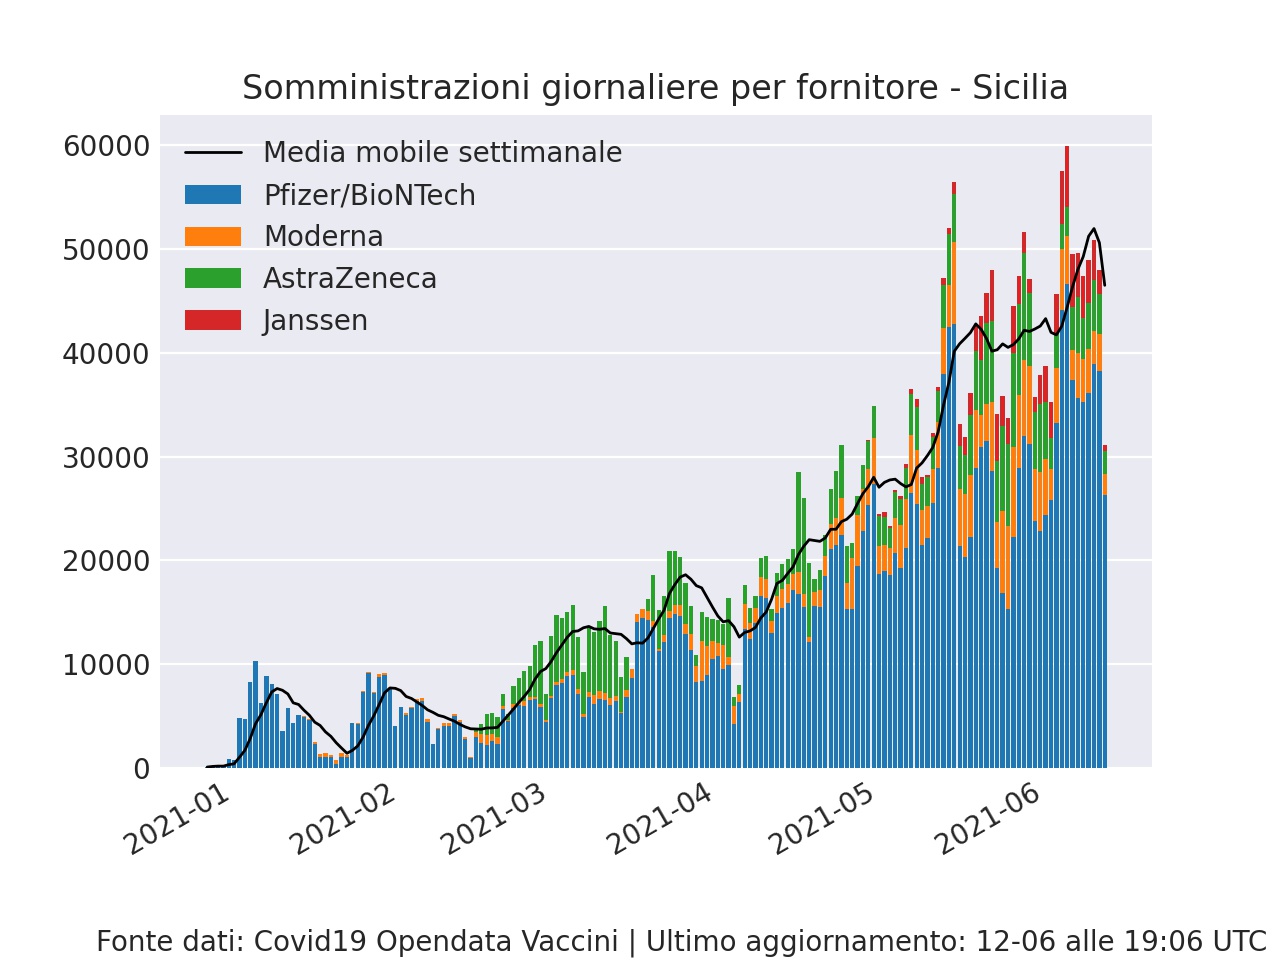 Somministrazioni giornaliere per fornitore - Sicilia
Media mobile settimanale
Pfizer/BioNTech
Moderna
AstraZeneca
Janssen
60000
50000
40000
30000
20000
10000
0
2021-01
2021-02
2021-03
2021-04
2021-05
2021-06
Fonte dati: Covid19 Opendata Vaccini | Ultimo aggiornamento: 12-06 alle 19:06 UTC